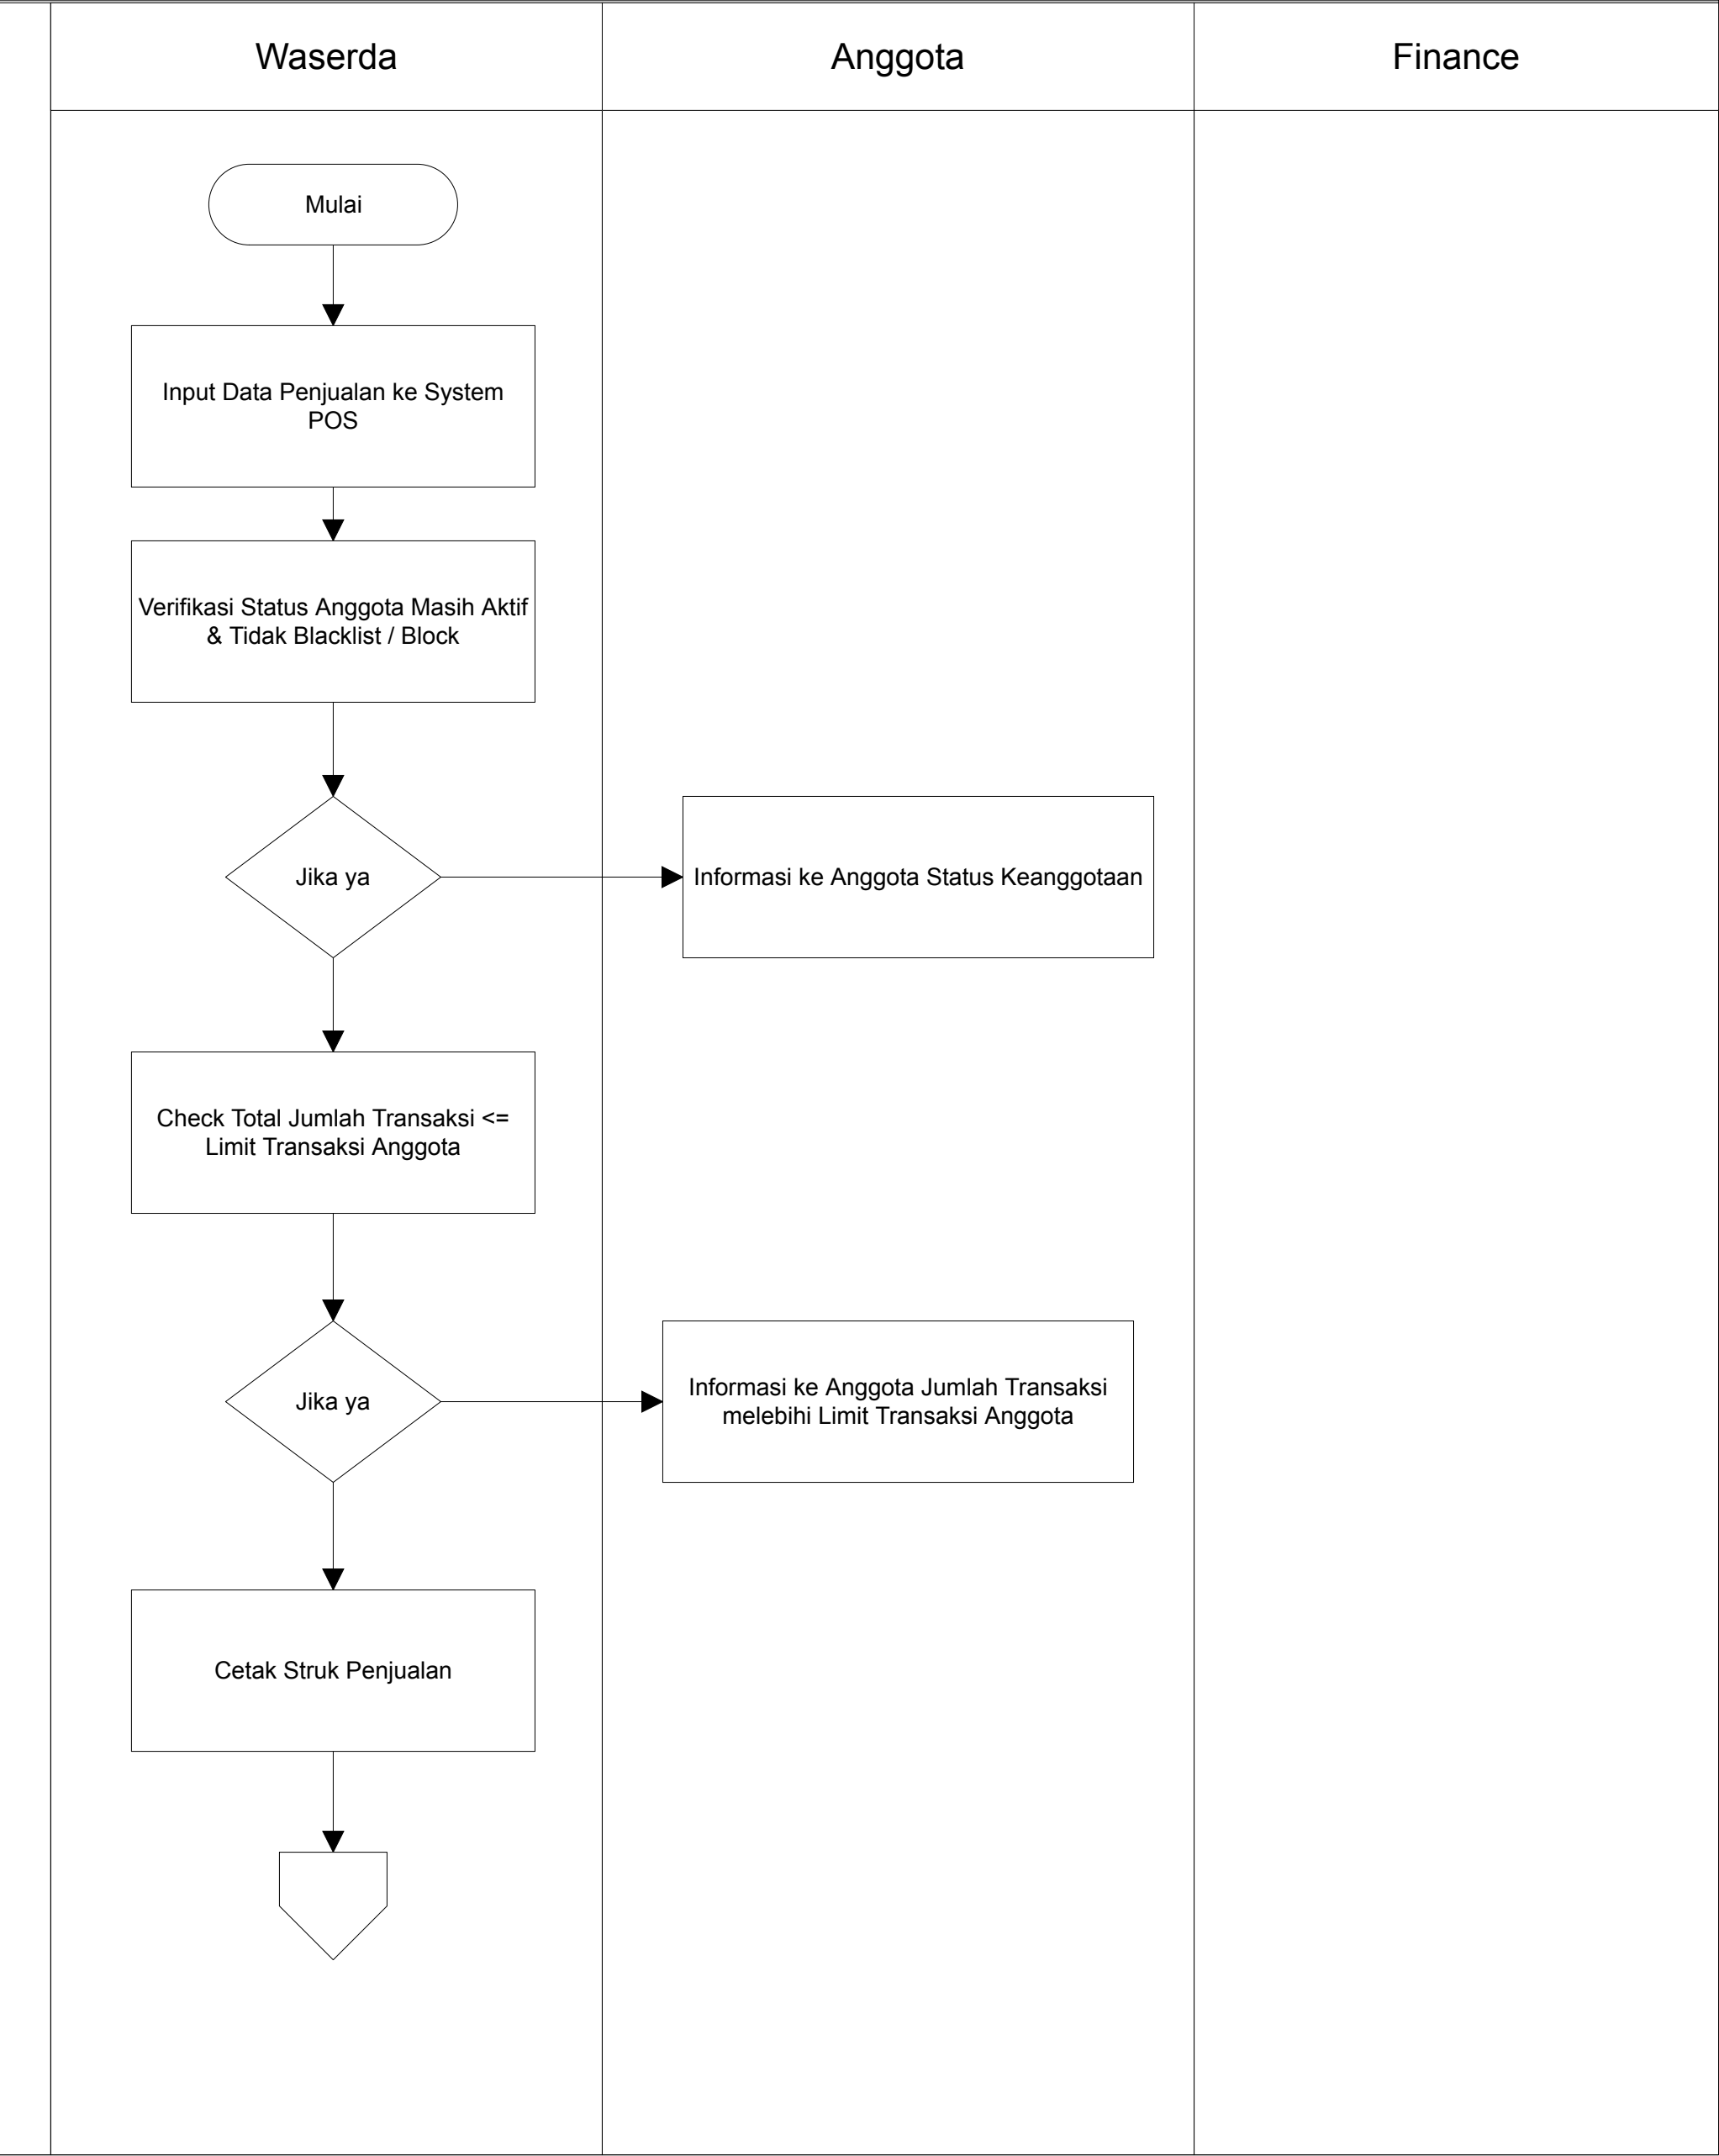 Waserda
Anggota
Finance
Mulai
Input Data Penjualan ke System
POS
Verifikasi Status Anggota Masih Aktif
& Tidak Blacklist / Block
Jika ya
Informasi ke Anggota Status Keanggotaan
Check Total Jumlah Transaksi <=
Limit Transaksi Anggota
Jika ya
Informasi ke Anggota Jumlah Transaksi
melebihi Limit Transaksi Anggota
Cetak Struk Penjualan